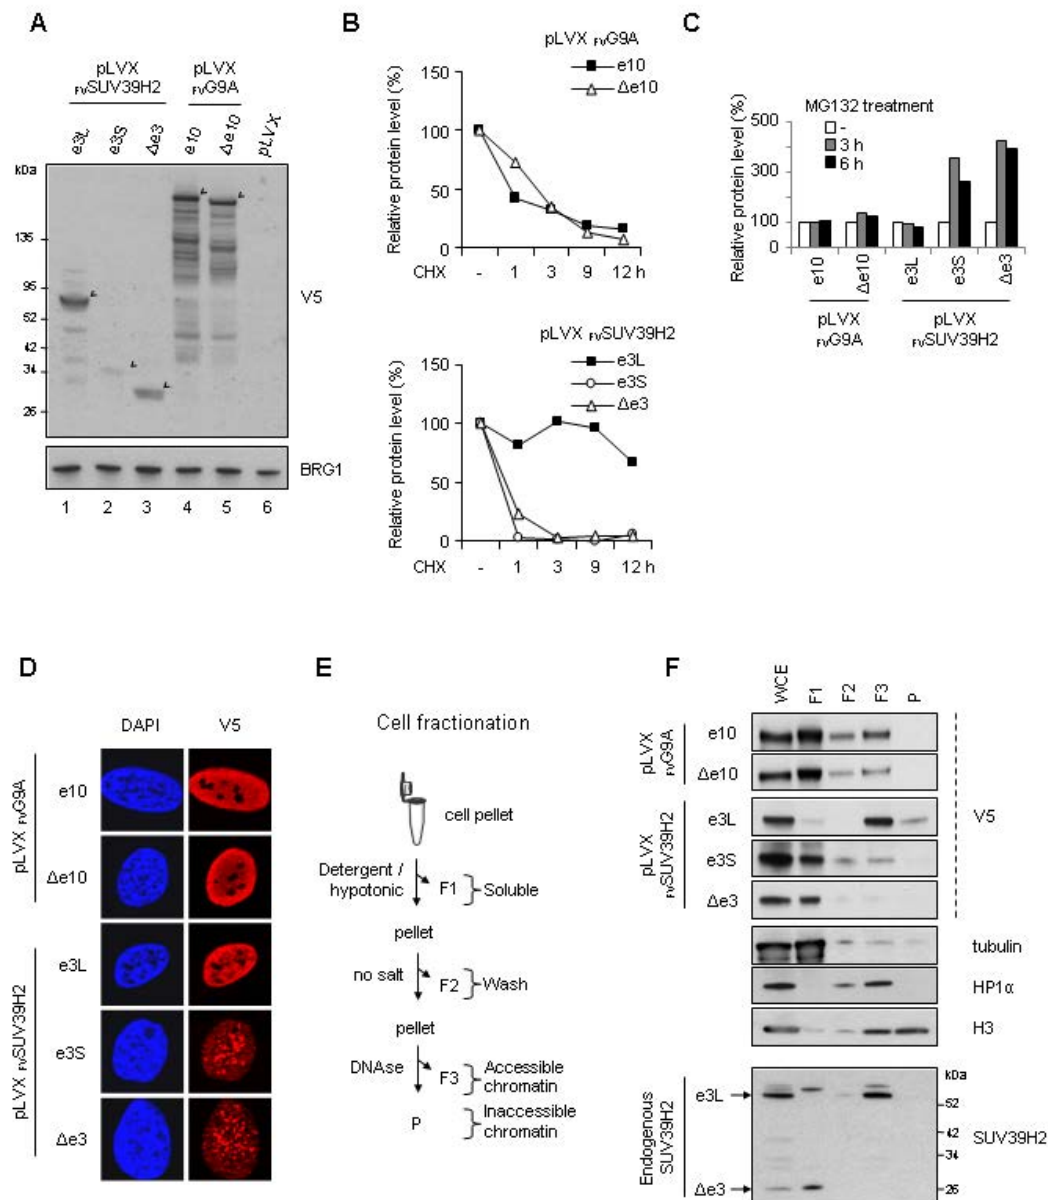 A
pLVX
FvSUV39H2
pLVX
FvG9A
e3L
e3S
Δe3
e10
Δe10
pLVX
kDa
135
95
52
42
34
26
V5
BRG1
1 2 3 4 5 6
B
pLVX FvG9A
e10
Δe10
Relative protein level (%)
150
100
50
0
CHX - 1 3 9 12 h
pLVX FvSUV39H2
e3L
e3S
Δe3
Relative protein level (%)
150
100
50
0
CHX - 1 3 9 12 h
C
MG132 treatment
-
3 h
6 h
Relative protein level (%)
500
300
100
0
e10
Δe10
e3L
e3S
Δe3
pLVX
FvG9A
pLVX
FvSUV39H2
D
DAPI V5
pLVX FvG9A
e10
Δe10
pLVX FvSUV39H2
e3L
e3S
Δe3
E
Cell fractionation
cell pellet
Detergent /
hypotonic
F1
Soluble
pellet
no salt
F2
Wash
pellet
DNAse
F3
Accessible
chromatin
P
Inaccessible
chromatin
F
WCE
F1
F2
F3
P
pLVX
FvG9A
e10
Δe10
pLVX
FvSUV39H2
e3L
e3S
Δe3
V5
tubulin
HP1α
H3
Endogenous
SUV39H2
e3L
Δe3
kDa
52
42
34
26
SUV39H2